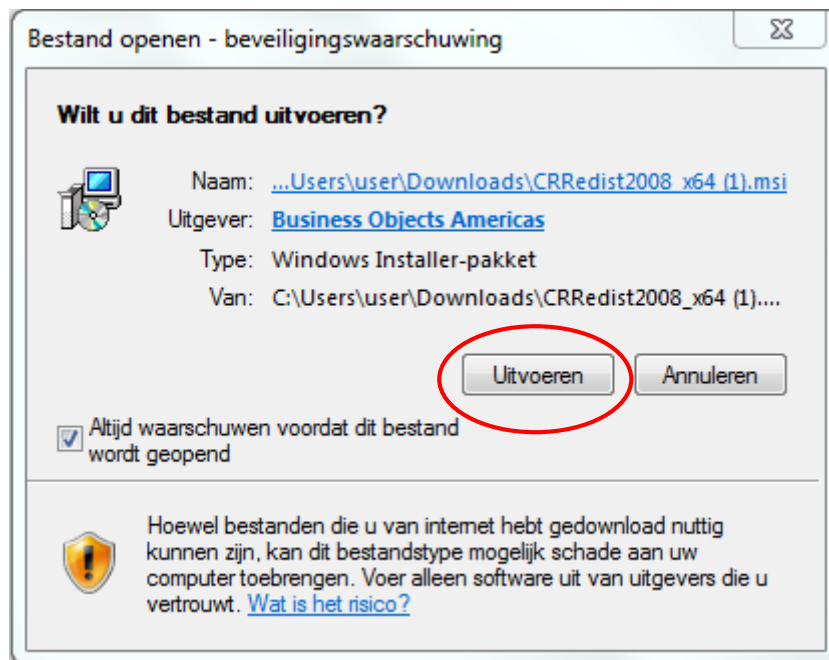 Bestand openen - beveiligingswaarschuwing
Wilt u dit bestand uitvoeren?
Naam: ...Users\user\Downloads\CRRedist2008_x64 (1).msi
Uitgever: Business Objects Americas
Type: Windows Installer-pakket
Van: C:\Users\user\Downloads\CRRedist2008_x64 (1)....
Uitvoeren Annuleren
Altijd waarschuwen voordat dit bestand
wordt geopend
Hoewel bestanden die u van internet hebt gedownload nuttig
kunnen zijn, kan dit bestandstype mogelijk schade aan uw
computer toebrengen. Voer alleen software uit van uitgevers die u
vertrouwt. Wat is het risico?